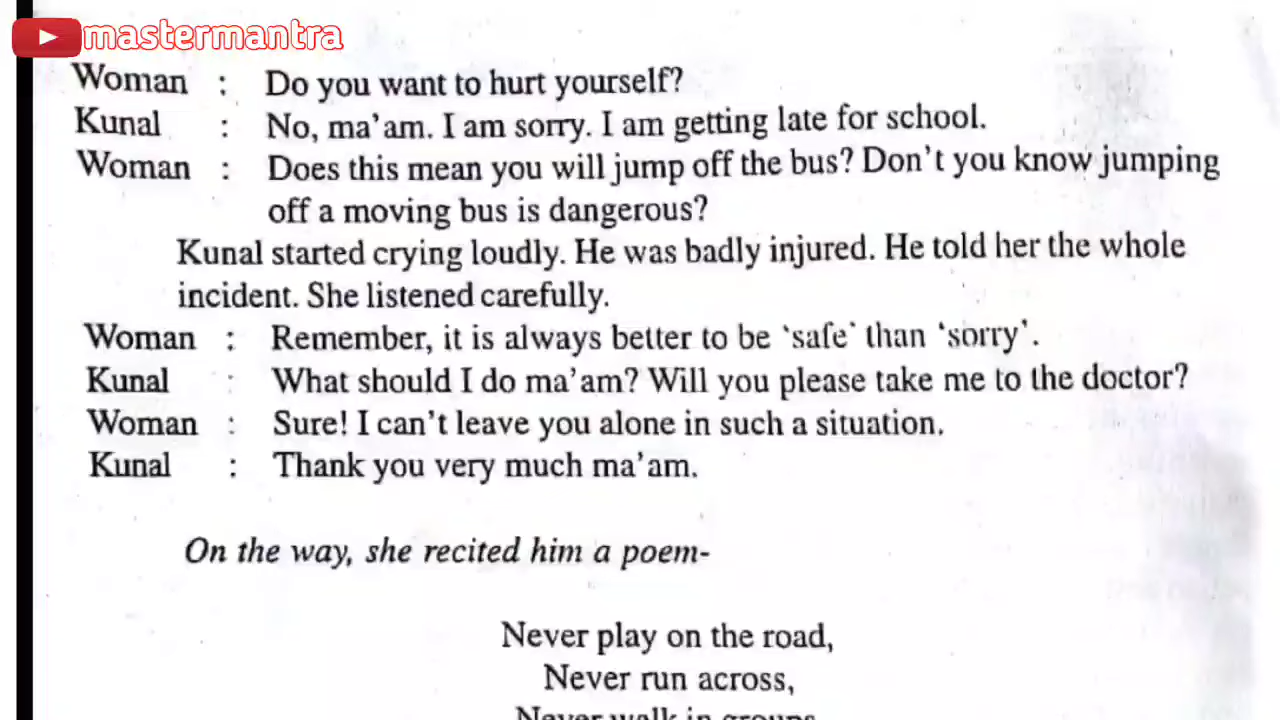 mastermantra
Woman : Do you want to hurt yourself?
Kunal : No, ma'am. I am sorry. I am getting late for school.
Woman : Does this mean you will jump off the bus? Don't you know jumping
off a moving bus is dangerous?
Kunal started crying loudly. He was badly injured. He told her the whole
incident. She listened carefully.
Woman : Remember, it is always better to be 'safe' than 'sorry'.
Kunal : What should I do ma'am? Will you please take me to the doctor?
Woman : Sure! I can't leave you alone in such a situation.
Kunal : Thank you very much ma'am.
On the way, she recited him a poem-
Never play on the road,
Never run across,
Never walk in groups